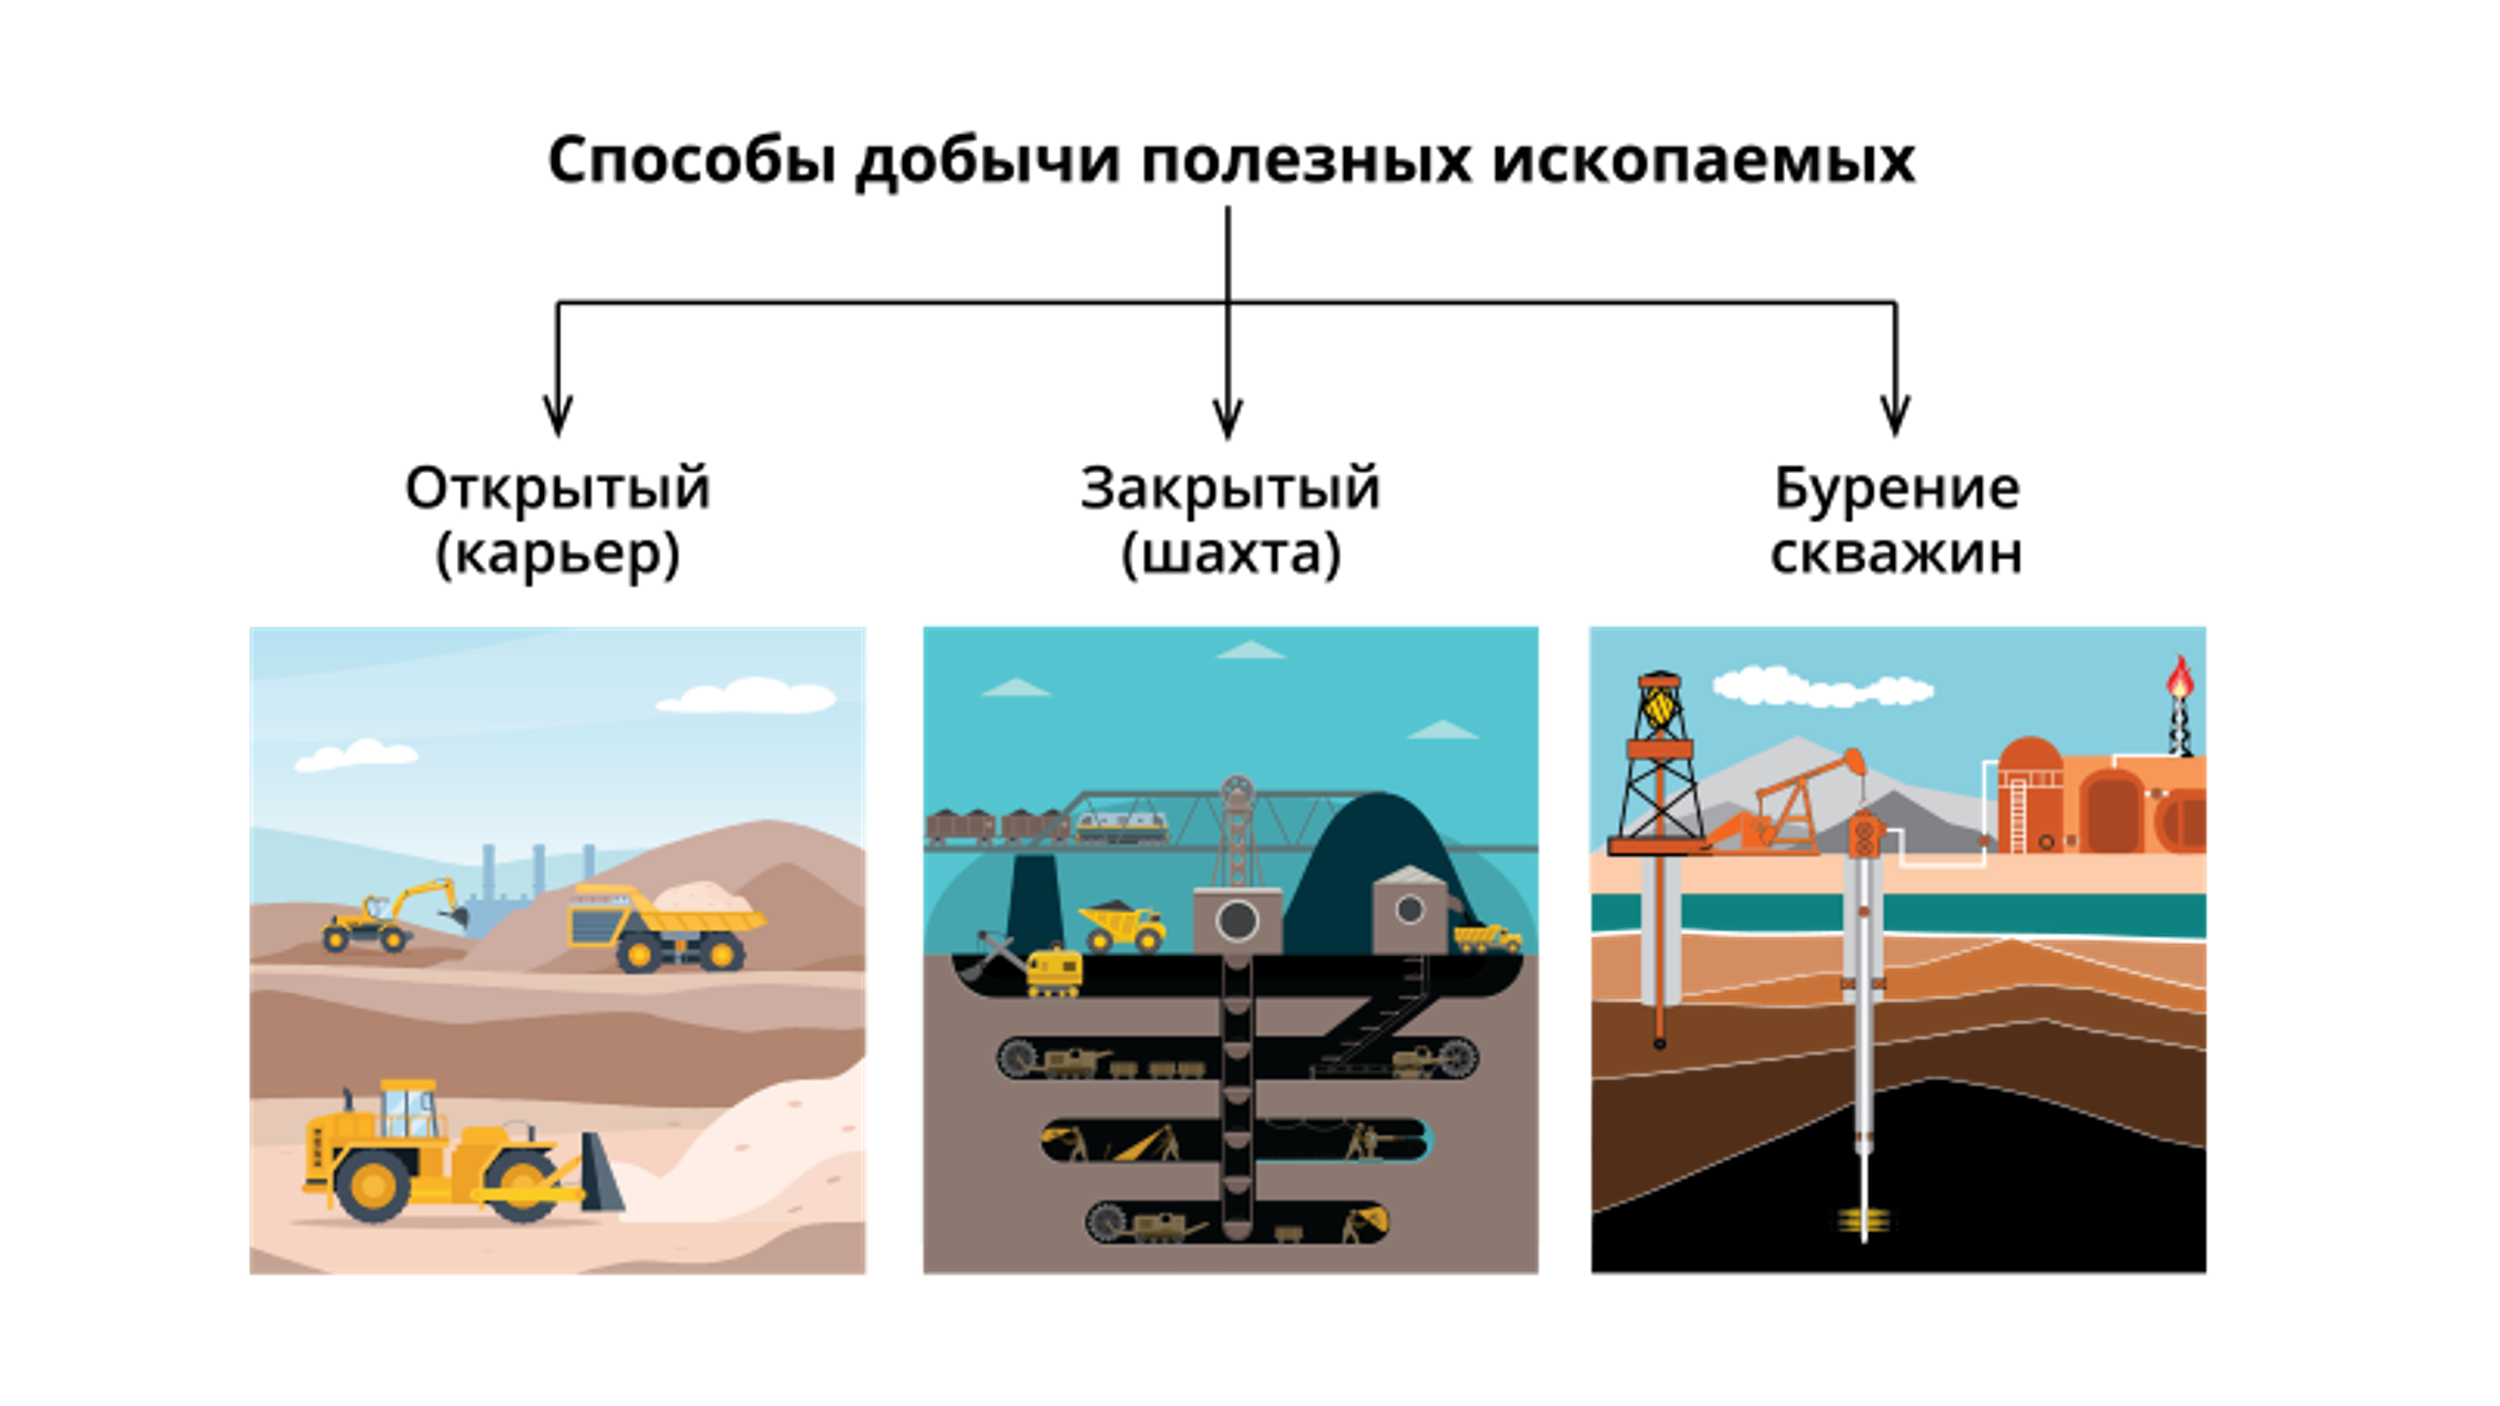 Способы добычи полезных ископаемых
Открытый
(карьер)
Закрытый
(шахта)
Бурение
скважин